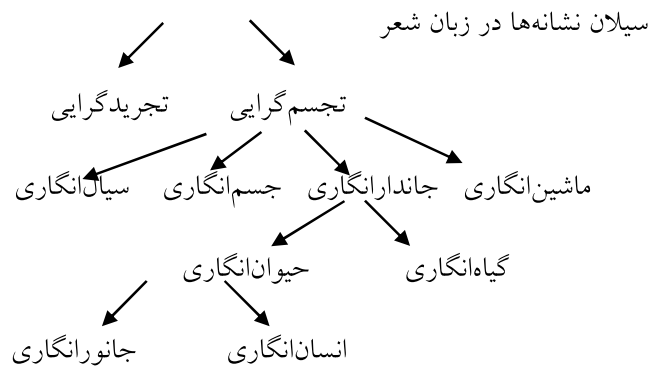 سیلان نشانه‌ها در زبان شعر
تجسم‌گرایی تجریدگرایی
ماشین‌انگاری جاندارانگاری جسم‌انگاری سیال‌انگاری
گیاه‌انگاری حیوان‌انگاری
انسان‌انگاری جانورانگاری